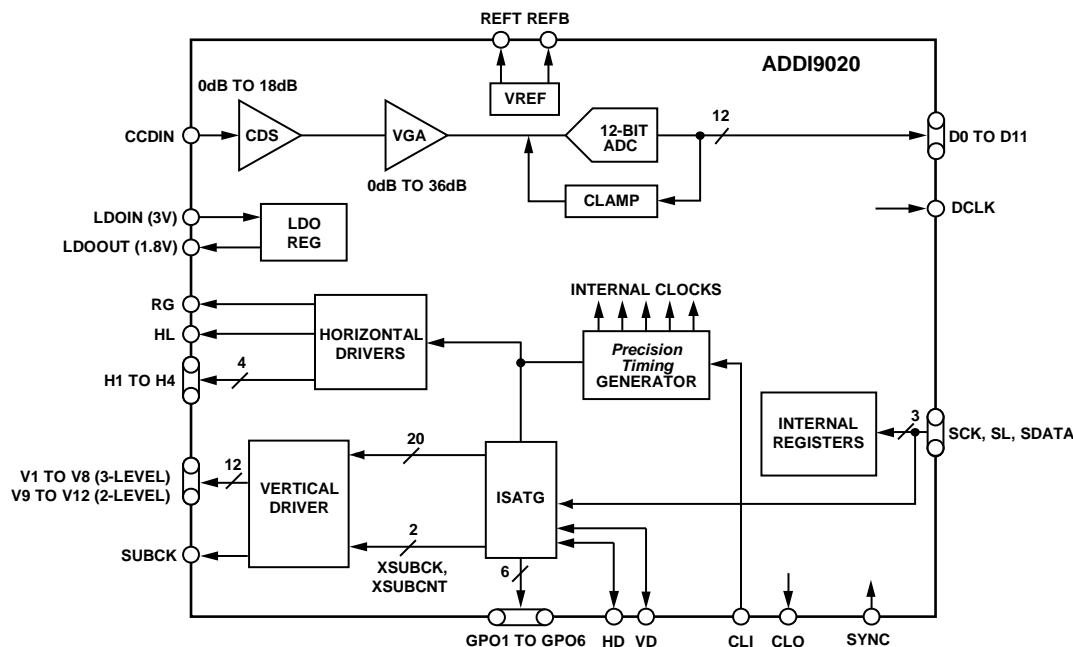 REFT REFB
ADDI9020
0dB TO 18dB
VREF
12
CCDIN
CDS
VGA
12-BIT
ADC
D0 TO D11
0dB TO 36dB
CLAMP
LDOIN (3V)
LDO
REG
DCLK
LDOOUT (1.8V)
INTERNAL CLOCKS
RG
HL
HORIZONTAL
DRIVERS
Precision
Timing
GENERATOR
4
H1 TO H4
INTERNAL
REGISTERS
3
SCK, SL, SDATA
20
V1 TO V8 (3-LEVEL)
V9 TO V12 (2-LEVEL)
12
VERTICAL
DRIVER
ISATG
2
SUBCK
XSUBCK,
XSUBCNT
6
GPO1 TO GPO6
HD
VD
CLI
CLO
SYNC